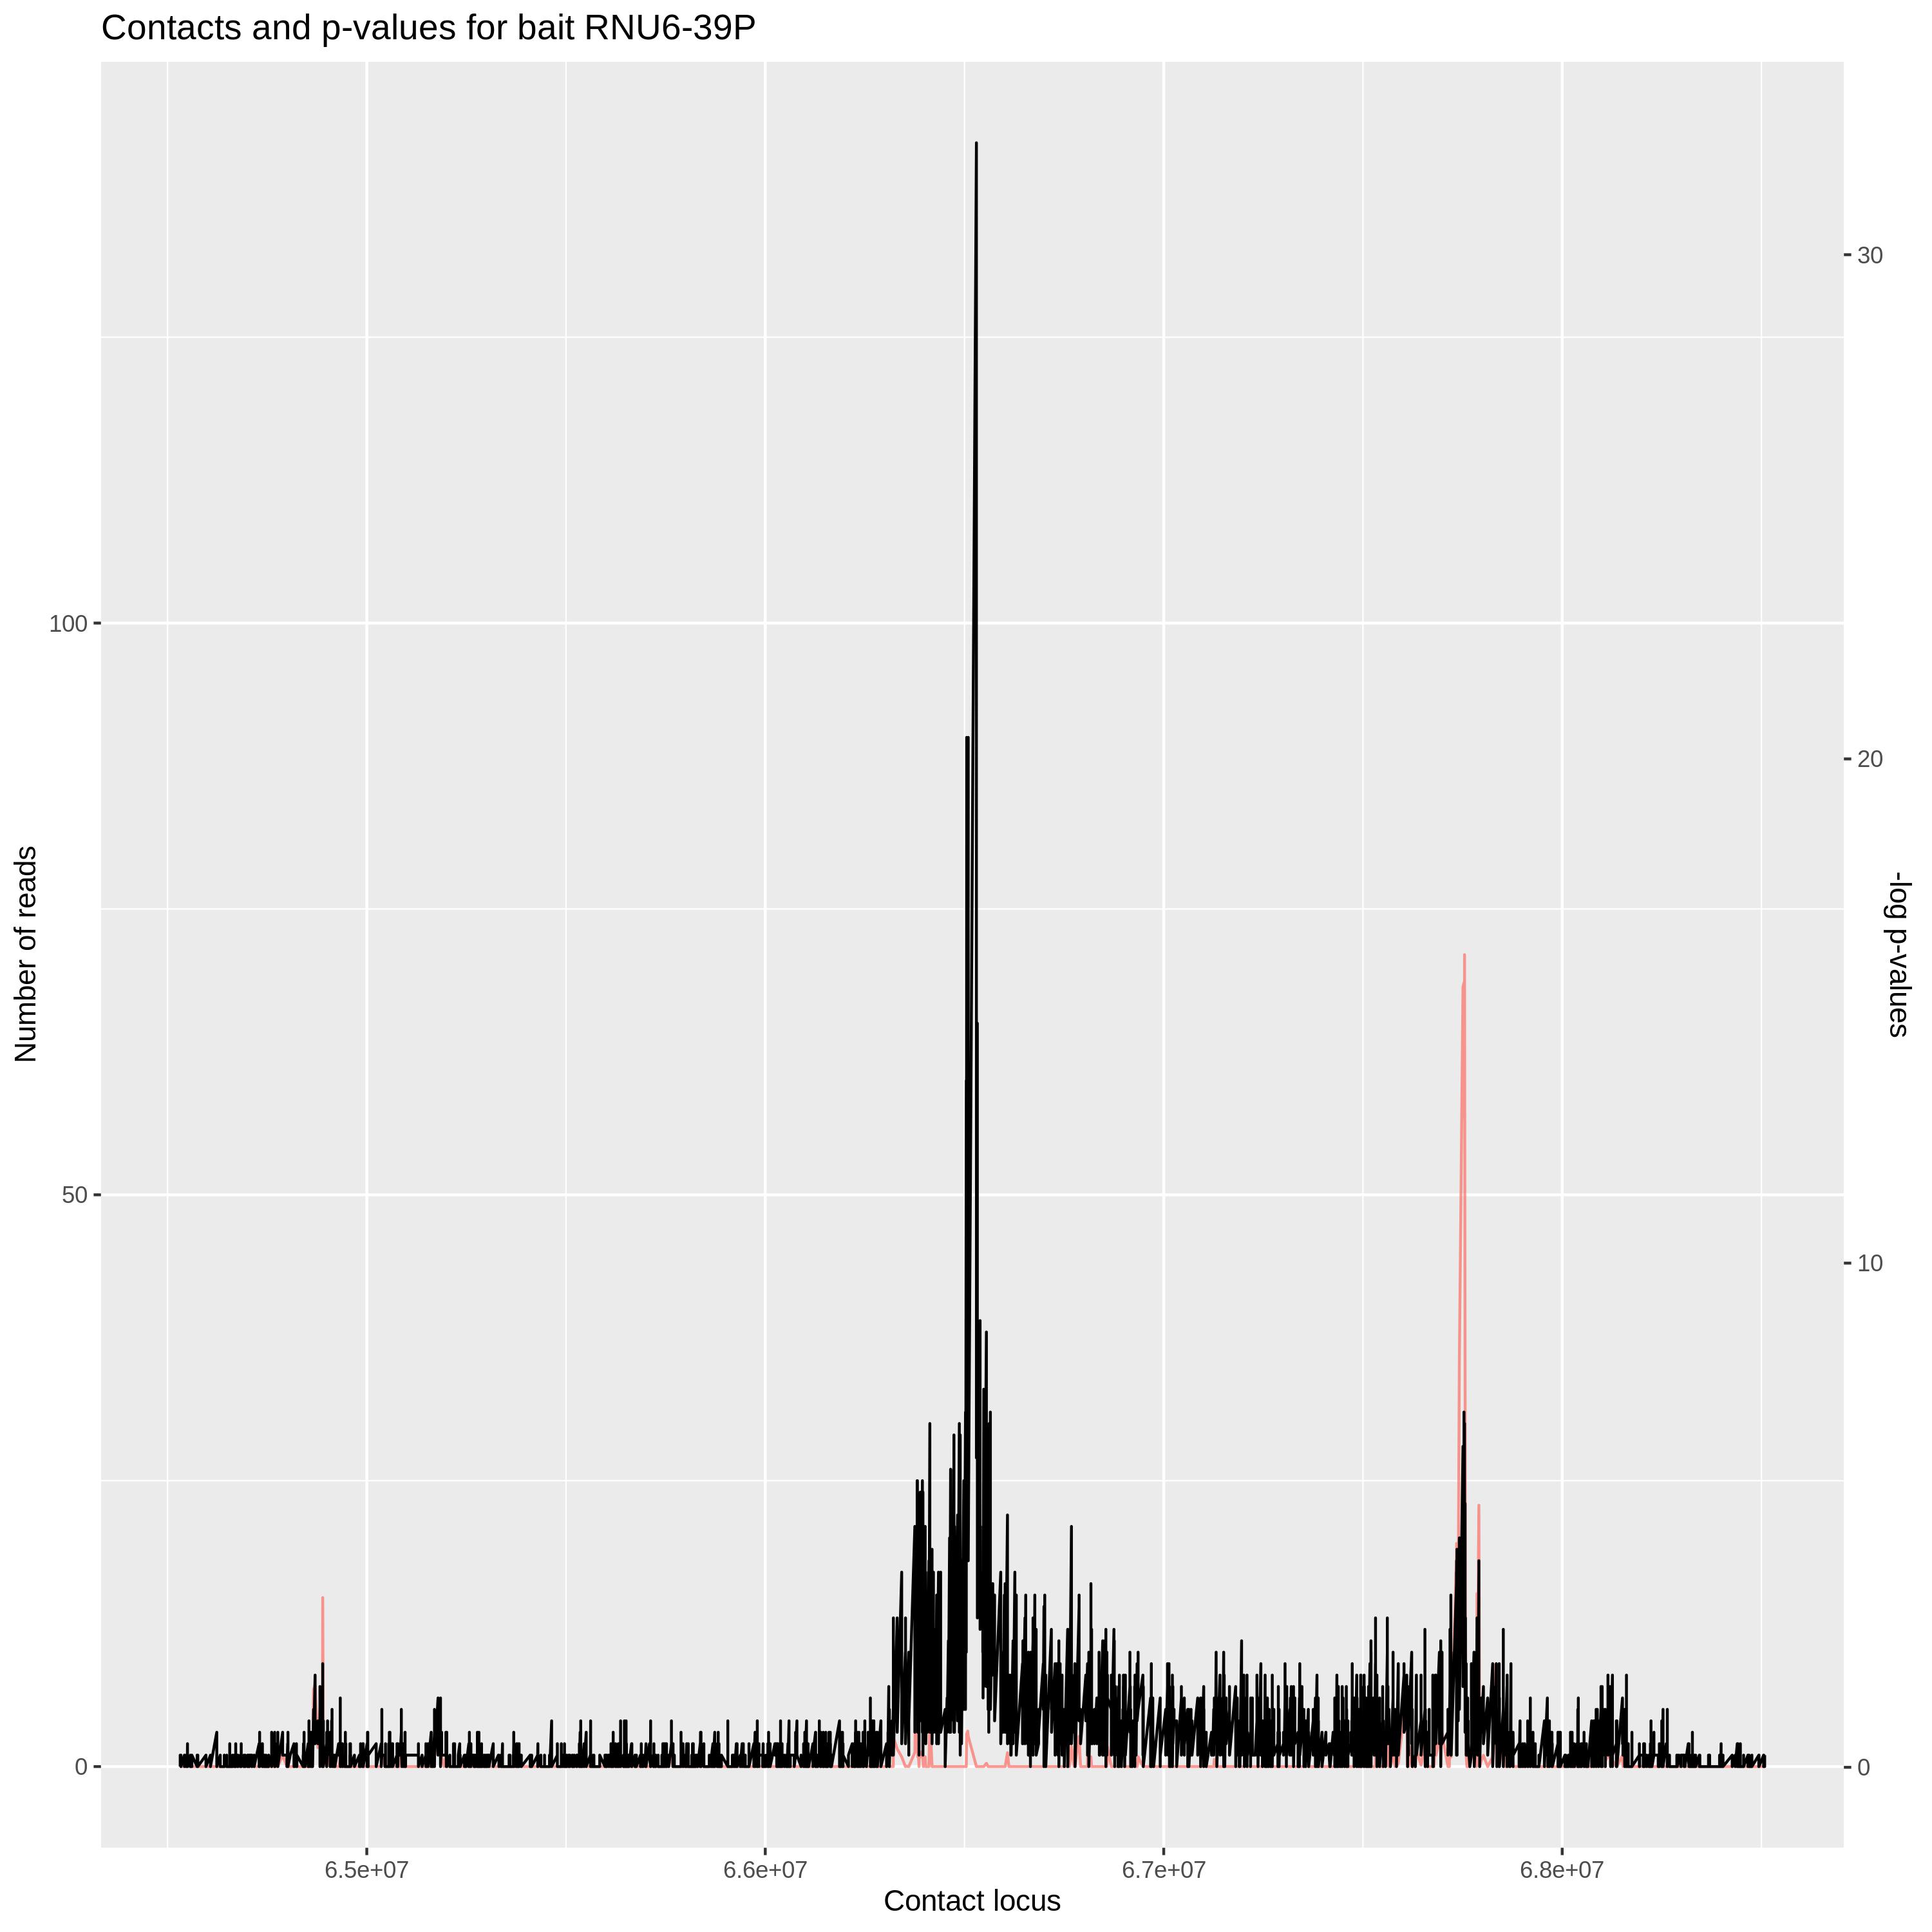 Contacts and p-values for bait RNU6-39P
Number of reads
100
50
0
30
20
10
0
-log p-values
6.5e+07
6.6e+07
6.7e+07
6.8e+07
Contact locus